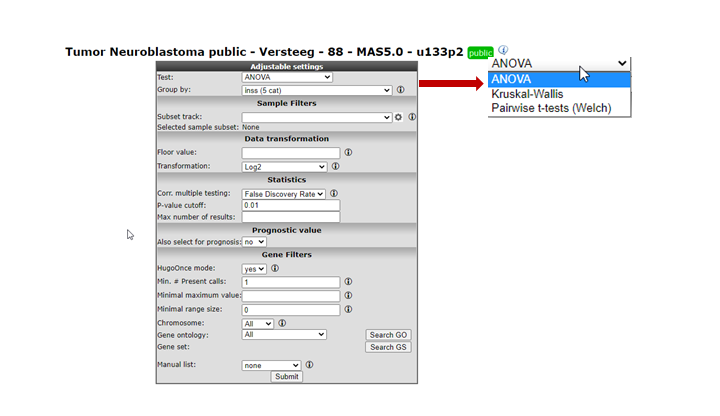 Tumor Neuroblastoma public - Versteeg - 88 - MAS5.0 - u133p2 public
Adjustable settings
Test: ANOVA
Group by: inss (5 cat)
Sample Filters
Subset track:
Selected sample subset: None
Data transformation
Floor value:
Transformation: Log2
Statistics
Corr. multiple testing: False Discovery Rate
P-value cutoff: 0.01
Max number of results:
Prognostic value
Also select for prognosis: no
Gene Filters
HugoOnce mode: yes
Min. # Present calls: 1
Minimal maximum value:
Minimal range size: 0
Chromosome: All
Gene ontology: All Search GO
Gene set: Search GS
Manual list: none
Submit
ANOVA
ANOVA
Kruskal-Wallis
Pairwise t-tests (Welch)